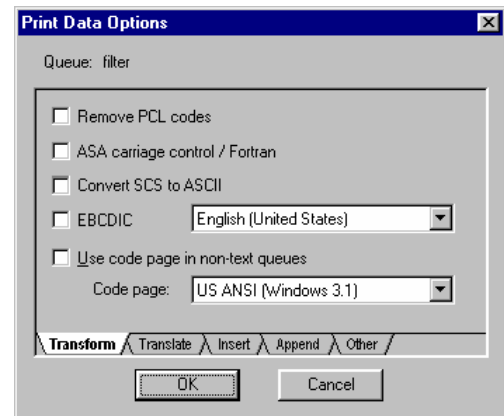 Print Data Options
Queue: filter
Remove PCL codes
ASA carriage control / Fortran
Convert SCS to ASCII
EBCDIC English (United States)
Use code page in non-text queues
Code page: US ANSI (Windows 3.1)
Transform Translate Insert Append Other
OK Cancel